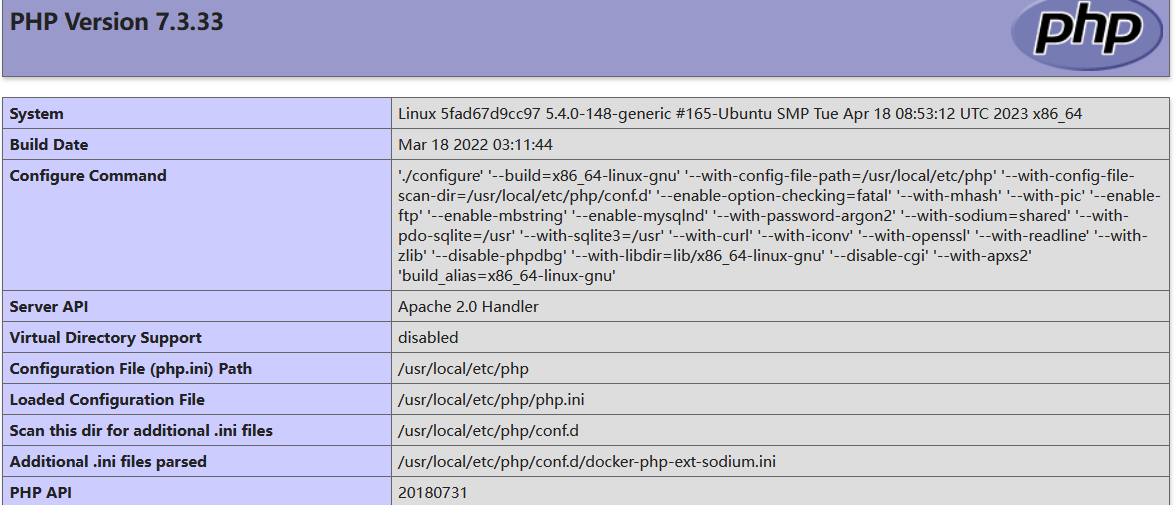 PHP Version 7.3.33
php
System Linux 5fad67d9cc97 5.4.0-148-generic #165-Ubuntu SMP Tue Apr 18 08:53:12 UTC 2023 x86_64
Build Date Mar 18 2022 03:11:44
Configure Command './configure' '--build=x86_64-linux-gnu' '--with-config-file-path=/usr/local/etc/php' '--with-config-file-
scan-dir=/usr/local/etc/php/conf.d' '--enable-option-checking=fatal' '--with-mhash' '--with-pic' '--enable-
ftp' '--enable-mbstring' '--enable-mysqlnd' '--with-password-argon2' '--with-sodium=shared' '--with-
pdo-sqlite=/usr' '--with-sqlite3=/usr' '--with-curl' '--with-iconv' '--with-openssl' '--with-readline' '--with-
zlib' '--disable-phpdbg' '--with-libdir=lib/x86_64-linux-gnu' '--disable-cgi' '--with-apxs2'
'build_alias=x86_64-linux-gnu'
Server API Apache 2.0 Handler
Virtual Directory Support disabled
Configuration File (php.ini) Path /usr/local/etc/php
Loaded Configuration File /usr/local/etc/php/php.ini
Scan this dir for additional .ini files /usr/local/etc/php/conf.d
Additional .ini files parsed /usr/local/etc/php/conf.d/docker-php-ext-sodium.ini
PHP API 20180731